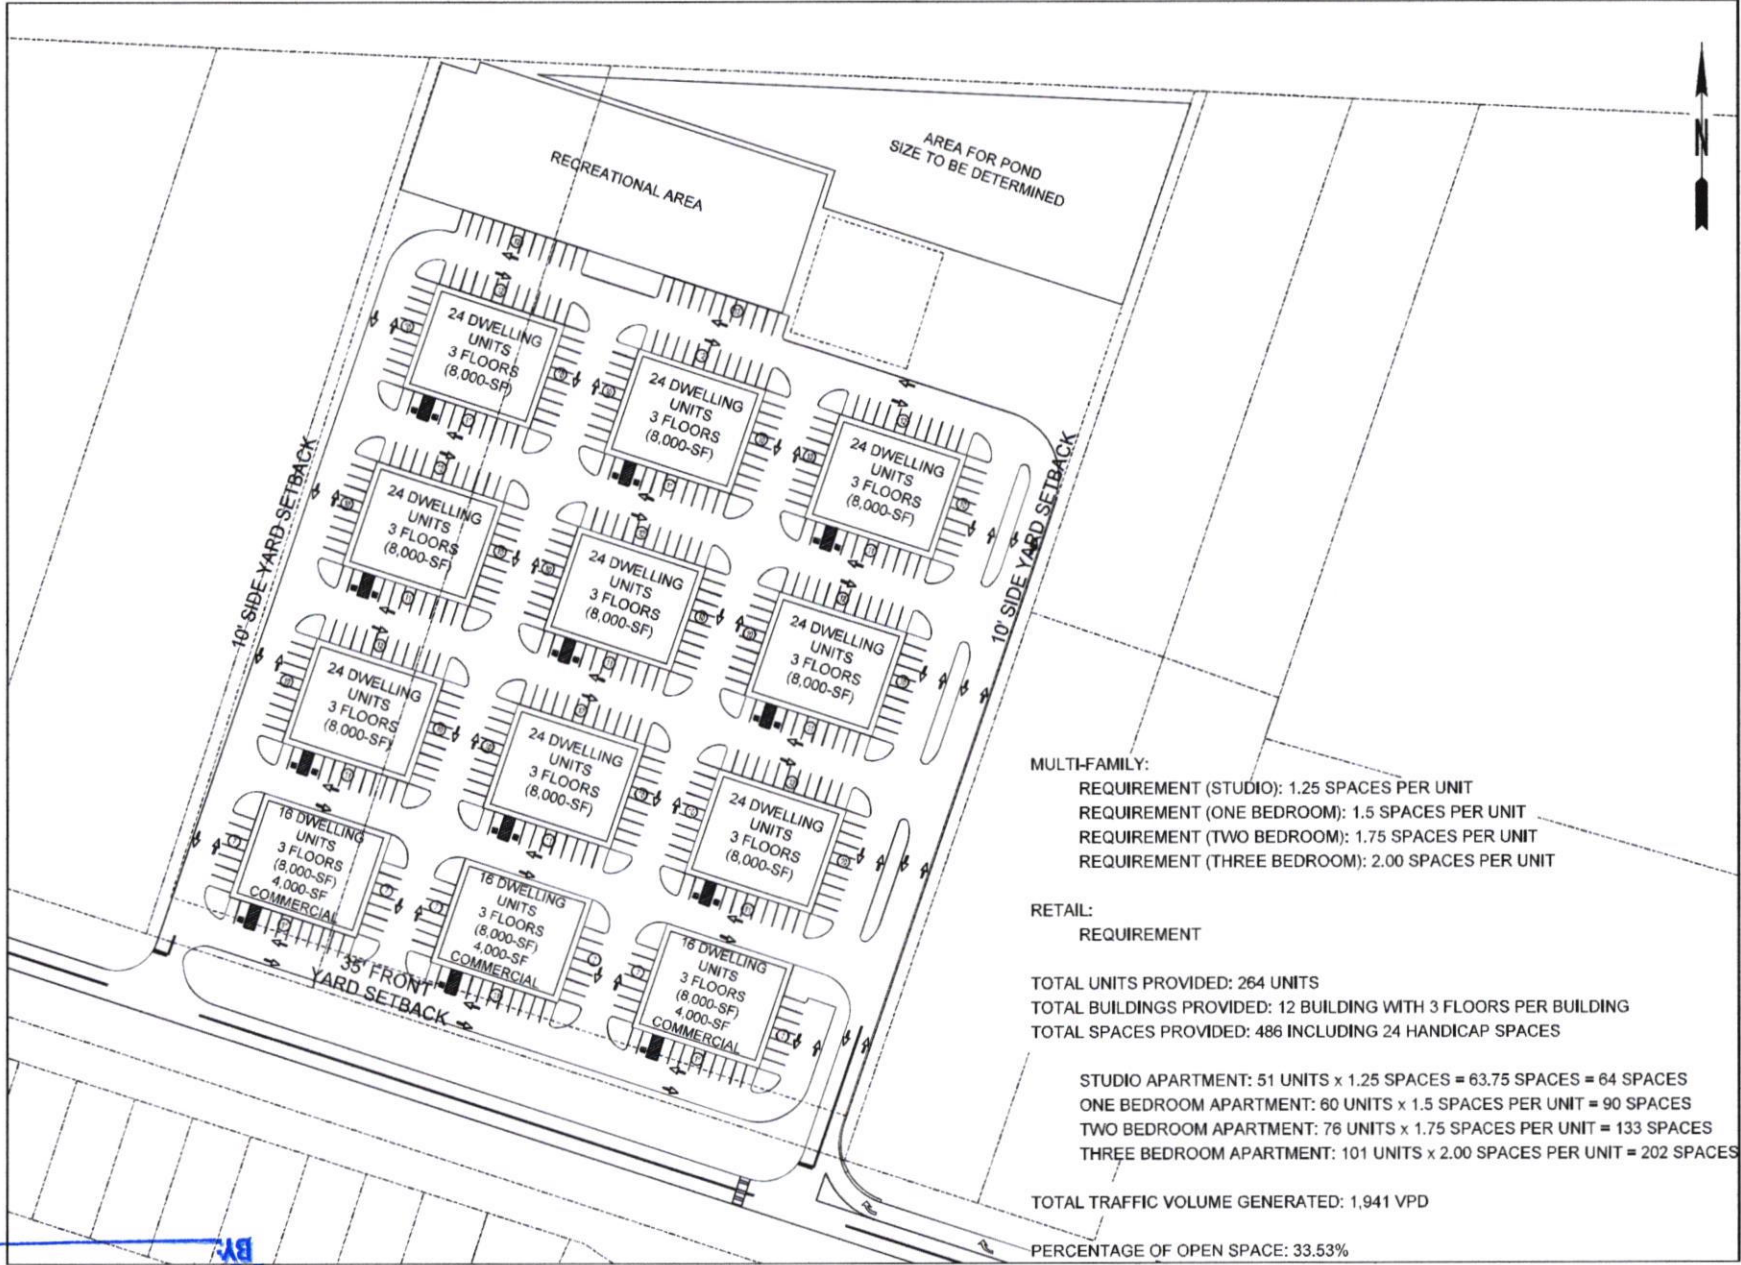 N
AREA FOR POND
SIZE TO BE DETERMINED
RECREATIONAL AREA
24 DWELLING
UNITS
3 FLOORS
(8,000-SF)
24 DWELLING
UNITS
3 FLOORS
(8,000-SF)
24 DWELLING
UNITS
3 FLOORS
(8,000-SF)
10' SIDE YARD SETBACK
10' SIDE YARD SETBACK
24 DWELLING
UNITS
3 FLOORS
(8,000-SF)
24 DWELLING
UNITS
3 FLOORS
(8,000-SF)
24 DWELLING
UNITS
3 FLOORS
(8,000-SF)
24 DWELLING
UNITS
3 FLOORS
(8,000-SF)
24 DWELLING
UNITS
3 FLOORS
(8,000-SF)
24 DWELLING
UNITS
3 FLOORS
(8,000-SF)
16 DWELLING
UNITS
3 FLOORS
(8,000-SF)
4,000-SF
COMMERCIAL
16 DWELLING
UNITS
3 FLOORS
(8,000-SF)
4,000-SF
COMMERCIAL
16 DWELLING
UNITS
3 FLOORS
(8,000-SF)
4,000-SF
COMMERCIAL
35' FRONT
YARD SETBACK
MULTI-FAMILY:
REQUIREMENT (STUDIO): 1.25 SPACES PER UNIT
REQUIREMENT (ONE BEDROOM): 1.5 SPACES PER UNIT
REQUIREMENT (TWO BEDROOM): 1.75 SPACES PER UNIT
REQUIREMENT (THREE BEDROOM): 2.00 SPACES PER UNIT
RETAIL:
REQUIREMENT
TOTAL UNITS PROVIDED: 264 UNITS
TOTAL BUILDINGS PROVIDED: 12 BUILDING WITH 3 FLOORS PER BUILDING
TOTAL SPACES PROVIDED: 486 INCLUDING 24 HANDICAP SPACES
STUDIO APARTMENT: 51 UNITS x 1.25 SPACES = 63.75 SPACES = 64 SPACES
ONE BEDROOM APARTMENT: 60 UNITS x 1.5 SPACES PER UNIT = 90 SPACES
TWO BEDROOM APARTMENT: 76 UNITS x 1.75 SPACES PER UNIT = 133 SPACES
THREE BEDROOM APARTMENT: 101 UNITS x 2.00 SPACES PER UNIT = 202 SPACES
TOTAL TRAFFIC VOLUME GENERATED: 1,941 VPD
PERCENTAGE OF OPEN SPACE: 33.53%
BY: